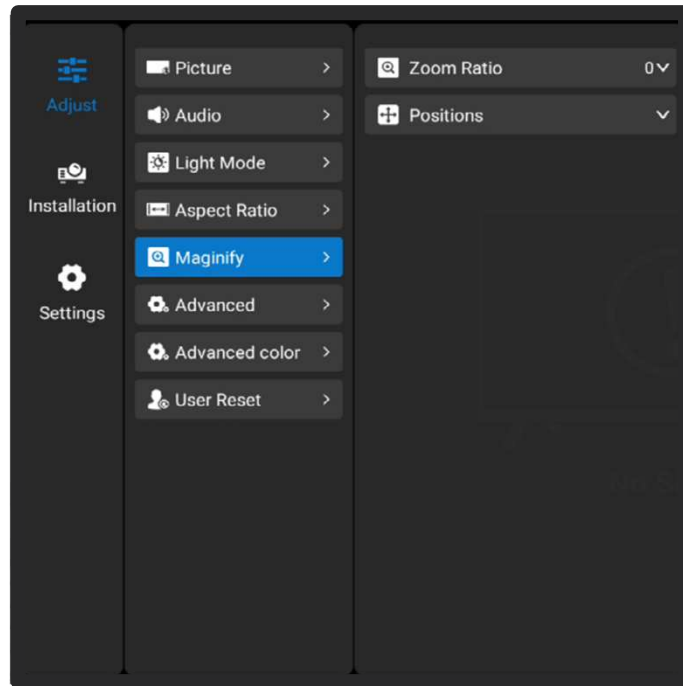 Adjust
Installation
Settings
Picture
Audio
Light Mode
Aspect Ratio
Maginify
Advanced
Advanced color
User Reset
Zoom Ratio 0
Positions